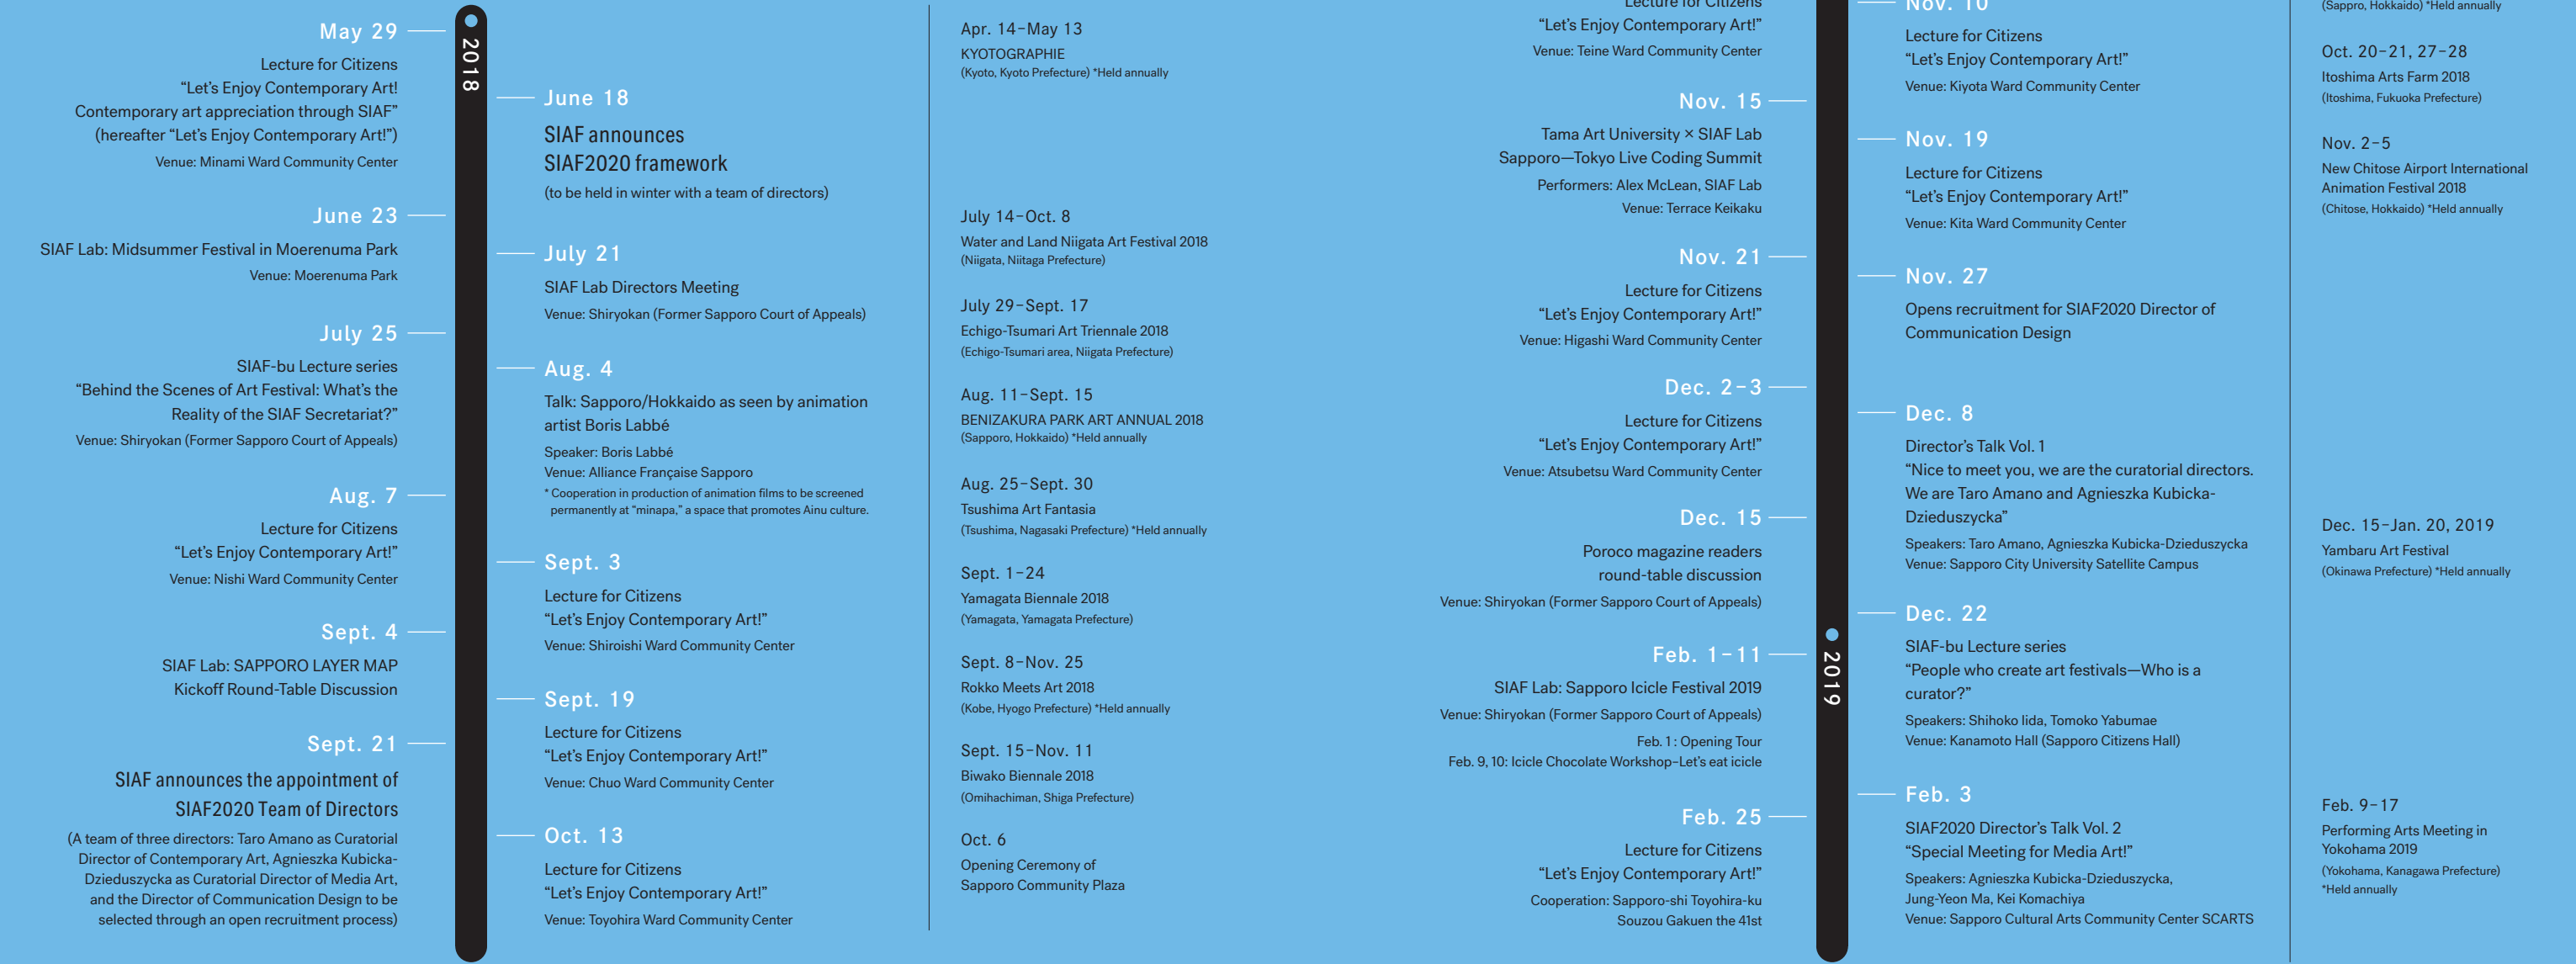 2018
May 29
Lecture for Citizens
“Let’s Enjoy Contemporary Art!
Contemporary art appreciation through SIAF”
(hereafter “Let’s Enjoy Contemporary Art!”)
Venue: Minami Ward Community Center
June 23
SIAF Lab: Midsummer Festival in Moerenuma Park
Venue: Moerenuma Park
July 25
SIAF-bu Lecture series
“Behind the Scenes of Art Festival: What’s the
Reality of the SIAF Secretariat?”
Venue: Shiryokan (Former Sapporo Court of Appeals)
Aug. 7
Lecture for Citizens
“Let’s Enjoy Contemporary Art!”
Venue: Nishi Ward Community Center
Sept. 4
SIAF Lab: SAPPORO LAYER MAP
Kickoff Round-Table Discussion
Sept. 21
SIAF announces the appointment of
SIAF2020 Team of Directors
(A team of three directors: Taro Amano as Curatorial
Director of Contemporary Art, Agnieszka Kubicka-
Dzieduszycka as Curatorial Director of Media Art,
and the Director of Communication Design to be
selected through an open recruitment process)
June 18
SIAF announces
SIAF2020 framework
(to be held in winter with a team of directors)
July 21
SIAF Lab Directors Meeting
Venue: Shiryokan (Former Sapporo Court of Appeals)
Aug. 4
Talk: Sapporo/Hokkaido as seen by animation
artist Boris Labbé
Speaker: Boris Labbé
Venue: Alliance Française Sapporo
* Cooperation in production of animation films to be screened
permanently at “minapa,” a space that promotes Ainu culture.
Sept. 3
Lecture for Citizens
“Let’s Enjoy Contemporary Art!”
Venue: Shiroishi Ward Community Center
Sept. 19
Lecture for Citizens
“Let’s Enjoy Contemporary Art!”
Venue: Chuo Ward Community Center
Oct. 13
Lecture for Citizens
“Let’s Enjoy Contemporary Art!”
Venue: Toyohira Ward Community Center
Apr. 14–May 13
KYOTOGRAPHIE
(Kyoto, Kyoto Prefecture) *Held annually
July 14–Oct. 8
Water and Land Niigata Art Festival 2018
(Niigata, Niitaga Prefecture)
July 29–Sept. 17
Echigo-Tsumari Art Triennale 2018
(Echigo-Tsumari area, Niigata Prefecture)
Aug. 11–Sept. 15
BENIZAKURA PARK ART ANNUAL 2018
(Sapporo, Hokkaido) *Held annually
Aug. 25–Sept. 30
Tsushima Art Fantasia
(Tsushima, Nagasaki Prefecture) *Held annually
Sept. 1–24
Yamagata Biennale 2018
(Yamagata, Yamagata Prefecture)
Sept. 8–Nov. 25
Rokko Meets Art 2018
(Kobe, Hyogo Prefecture) *Held annually
Sept. 15–Nov. 11
Biwako Biennale 2018
(Omihachiman, Shiga Prefecture)
Oct. 6
Opening Ceremony of
Sapporo Community Plaza
Lecture for Citizens
“Let’s Enjoy Contemporary Art!”
Venue: Teine Ward Community Center
Nov. 15
Tama Art University × SIAF Lab
Sapporo—Tokyo Live Coding Summit
Performers: Alex McLean, SIAF Lab
Venue: Terrace Keikaku
Nov. 21
Lecture for Citizens
“Let’s Enjoy Contemporary Art!”
Venue: Higashi Ward Community Center
Dec. 2–3
Lecture for Citizens
“Let’s Enjoy Contemporary Art!”
Venue: Atsubetsu Ward Community Center
Dec. 15
Poroco magazine readers
round-table discussion
Venue: Shiryokan (Former Sapporo Court of Appeals)
2019
Feb. 1–11
SIAF Lab: Sapporo Icicle Festival 2019
Venue: Shiryokan (Former Sapporo Court of Appeals)
Feb. 1 : Opening Tour
Feb. 9, 10: Icicle Chocolate Workshop–Let’s eat icicle
Feb. 25
Lecture for Citizens
“Let’s Enjoy Contemporary Art!”
Cooperation: Sapporo-shi Toyohira-ku
Souzou Gakuen the 41st
Nov. 10
Lecture for Citizens
“Let’s Enjoy Contemporary Art!”
Venue: Kiyota Ward Community Center
Nov. 19
Lecture for Citizens
“Let’s Enjoy Contemporary Art!”
Venue: Kita Ward Community Center
Nov. 27
Opens recruitment for SIAF2020 Director of
Communication Design
Dec. 8
Director’s Talk Vol. 1
“Nice to meet you, we are the curatorial directors.
We are Taro Amano and Agnieszka Kubicka-
Dzieduszycka”
Speakers: Taro Amano, Agnieszka Kubicka-Dzieduszycka
Venue: Sapporo City University Satellite Campus
Dec. 22
SIAF-bu Lecture series
“People who create art festivals—Who is a
curator?”
Speakers: Shihoko Iida, Tomoko Yabumae
Venue: Kanamoto Hall (Sapporo Citizens Hall)
Feb. 3
SIAF2020 Director’s Talk Vol. 2
“Special Meeting for Media Art!”
Speakers: Agnieszka Kubicka-Dzieduszycka,
Jung-Yeon Ma, Kei Komachiya
Venue: Sapporo Cultural Arts Community Center SCARTS
(Sappro, Hokkaido) *Held annually
Oct. 20–21, 27–28
Itoshima Arts Farm 2018
(Itoshima, Fukuoka Prefecture)
Nov. 2–5
New Chitose Airport International
Animation Festival 2018
(Chitose, Hokkaido) *Held annually
Dec. 15–Jan. 20, 2019
Yambaru Art Festival
(Okinawa Prefecture) *Held annually
Feb. 9–17
Performing Arts Meeting in
Yokohama 2019
(Yokohama, Kanagawa Prefecture)
*Held annually